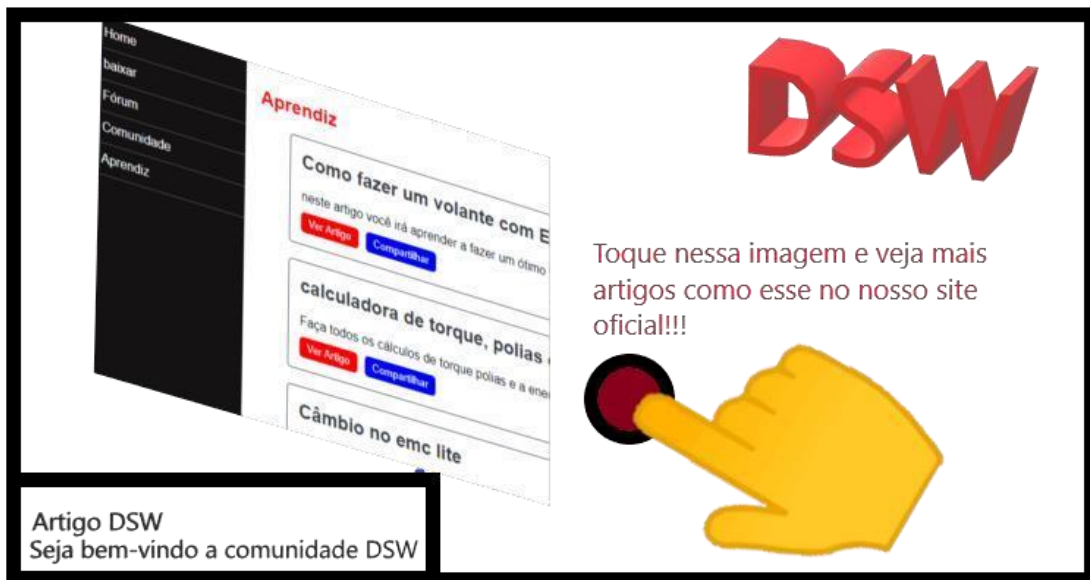 Home
baixar
Fórum
Comunidade
Aprendiz
Aprendiz
Como fazer um volante com E
neste artigo você irá aprender a fazer um ótimo
Ver Artigo
Compartilhar
calculadora de torque, polias
Faça todos os cálculos de torque polias e a ene
Ver Artigo
Compartilhar
Câmbio no emc lite
DSW
Toque nessa imagem e veja mais
artigos como esse no nosso site
oficial!!!
Artigo DSW
Seja bem-vindo a comunidade DSW